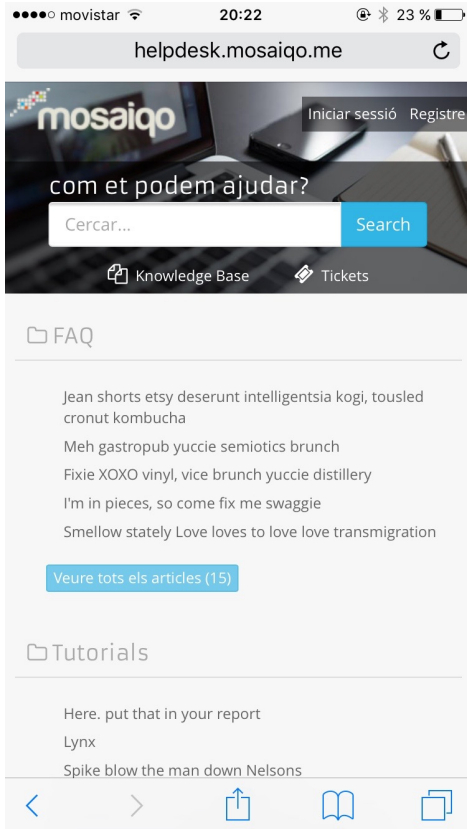 movistar 20:22 23 %
helpdesk.mosaiqo.me
mosaiqo
Iniciar sessió Registre
com et podem ajudar?
Cercar... Search
Knowledge Base Tickets
FAQ
Jean shorts etsy deserunt intelligentsia kogi, tousled
cronut kombucha
Meh gastropub yuccie semiotics brunch
Fixie XOXO vinyl, vice brunch yuccie distillery
I'm in pieces, so come fix me swaggie
Smellow stately Love loves to love love transmigration
Veure tots els articles (15)
Tutorials
Here. put that in your report
Lynx
Spike blow the man down Nelsons